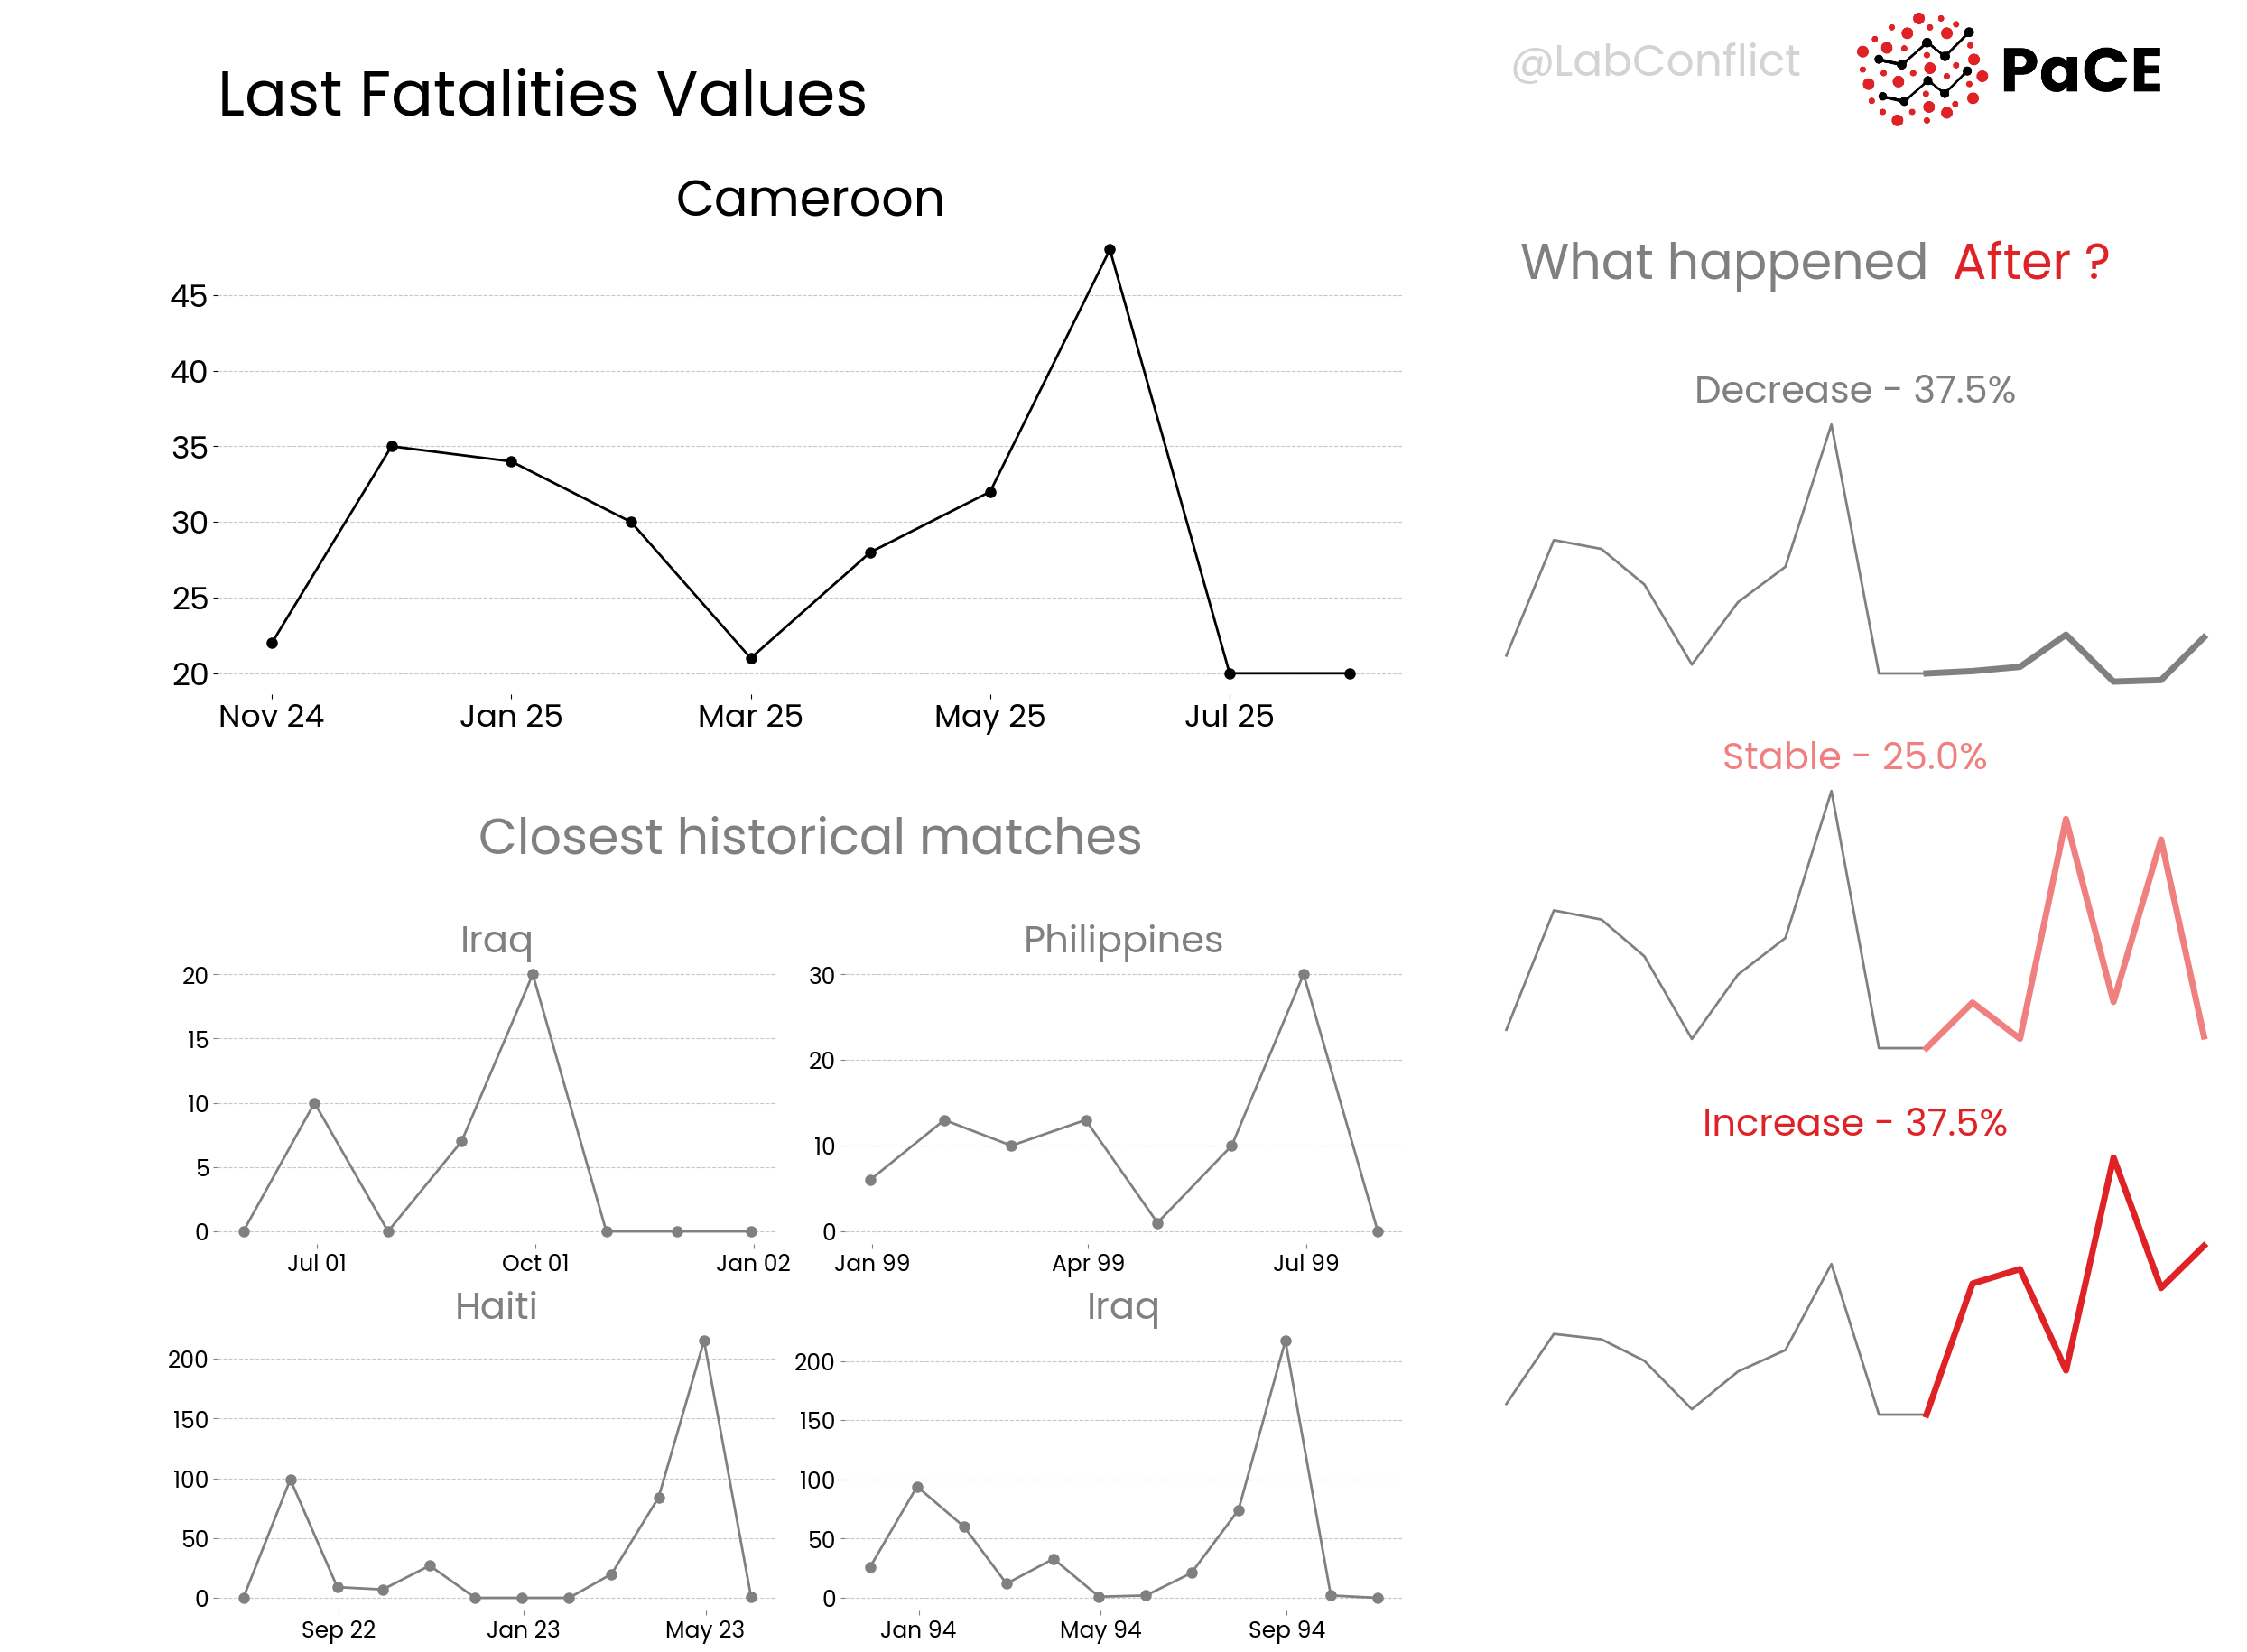 @LabConflict
PaCE
Last Fatalities Values
Cameroon
45
40
35
30
25
20
Nov 24 Jan 25 Mar 25 May 25 Jul 25
What happened After ?
Decrease - 37.5%
Stable - 25.0%
Increase - 37.5%
Closest historical matches
Iraq
20
15
10
5
0
Jul 01 Oct 01 Jan 02
Philippines
30
20
10
0
Jan 99 Apr 99 Jul 99
Haiti
200
150
100
50
0
Sep 22 Jan 23 May 23
Iraq
200
150
100
50
0
Jan 94 May 94 Sep 94